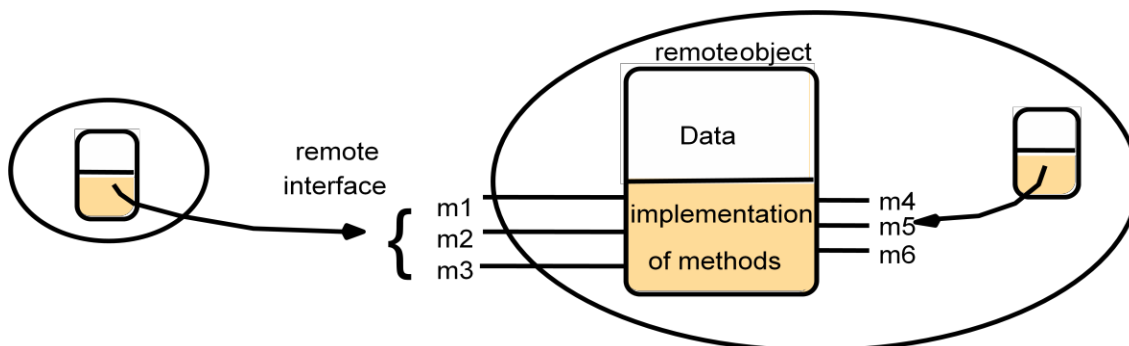 remoteobject
Data
remote
interface
{
m1
m2
m3
implementation
of methods
m4
m5
m6